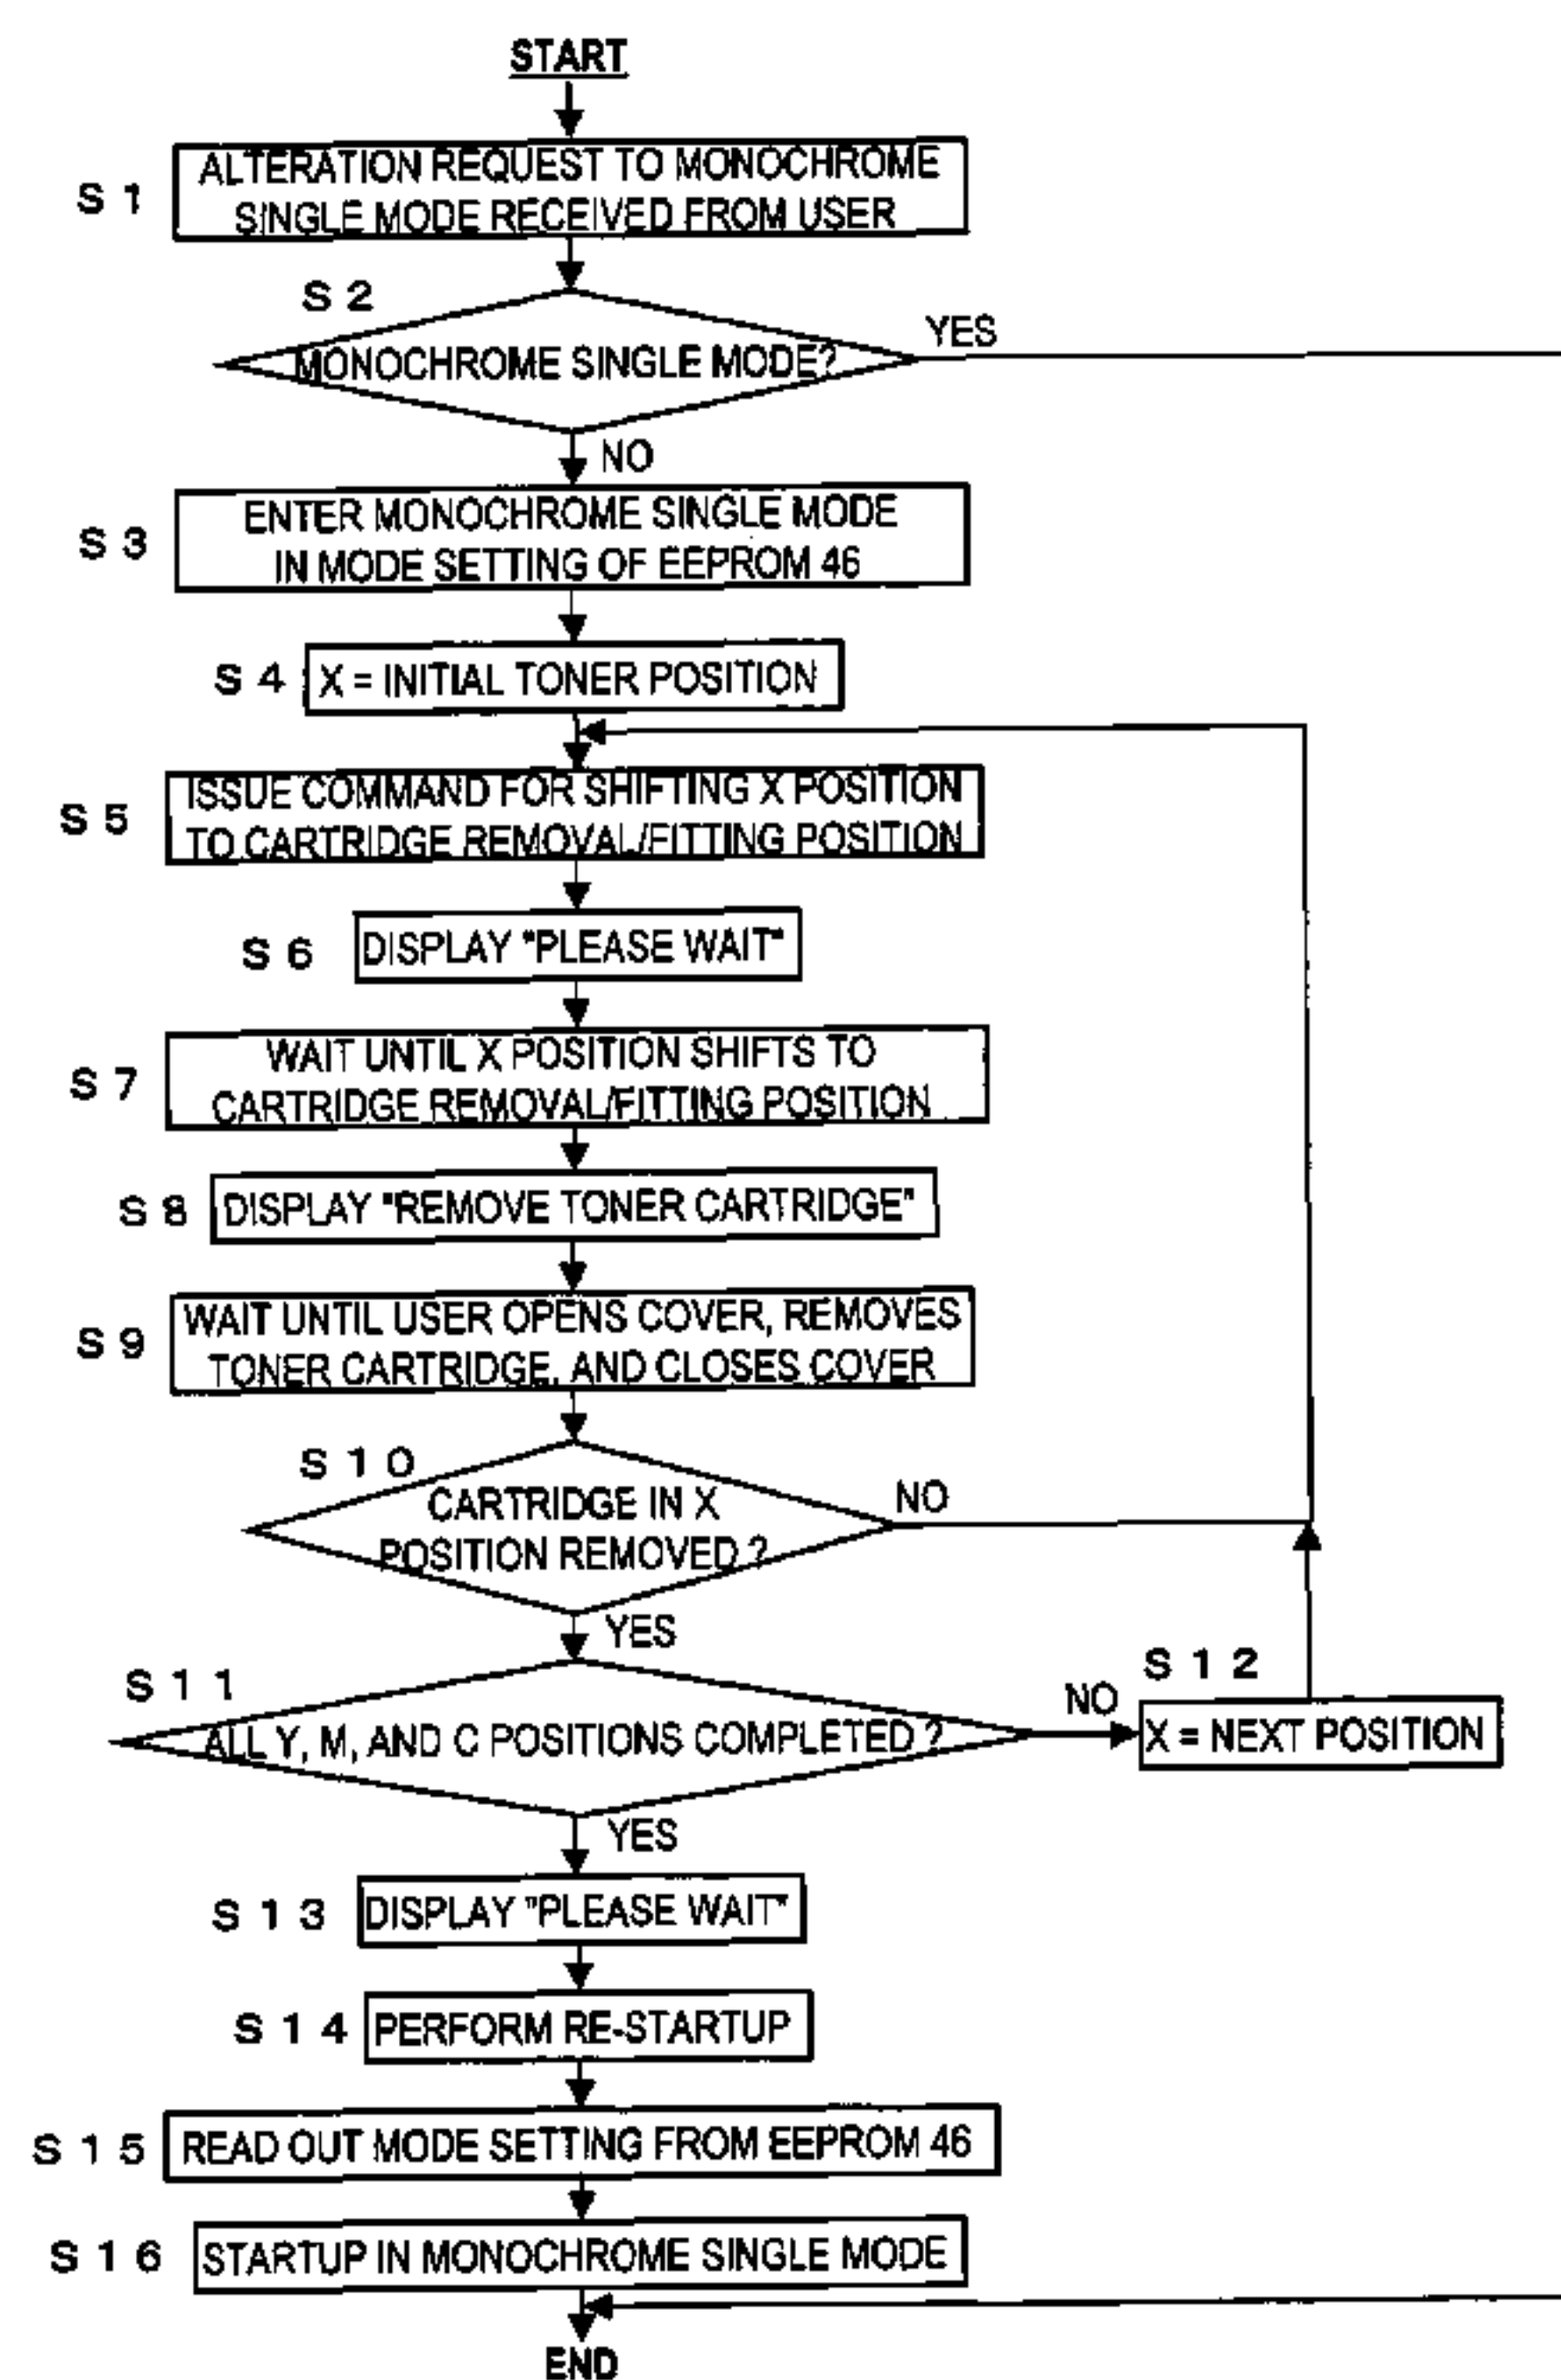 START
S 1
ALTERATION REQUEST TO MONOCHROME
SINGLE MODE RECEIVED FROM USER
S 2
MONOCHROME SINGLE MODE?
YES
NO
S 3
ENTER MONOCHROME SINGLE MODE
IN MODE SETTING OF EEPROM 46
S 4
X = INITIAL TONER POSITION
S 5
ISSUE COMMAND FOR SHIFTING X POSITION
TO CARTRIDGE REMOVAL/FITTING POSITION
S 6
DISPLAY "PLEASE WAIT"
S 7
WAIT UNTIL X POSITION SHIFTS TO
CARTRIDGE REMOVAL/FITTING POSITION
S 8
DISPLAY "REMOVE TONER CARTRIDGE"
S 9
WAIT UNTIL USER OPENS COVER, REMOVES
TONER CARTRIDGE, AND CLOSES COVER
S 1 0
CARTRIDGE IN X
POSITION REMOVED ?
NO
YES
S 1 1
ALL Y, M, AND C POSITIONS COMPLETED ?
NO
S 1 2
X = NEXT POSITION
YES
S 1 3
DISPLAY "PLEASE WAIT"
S 1 4
PERFORM RE-STARTUP
S 1 5
READ OUT MODE SETTING FROM EEPROM 46
S 1 6
STARTUP IN MONOCHROME SINGLE MODE
END